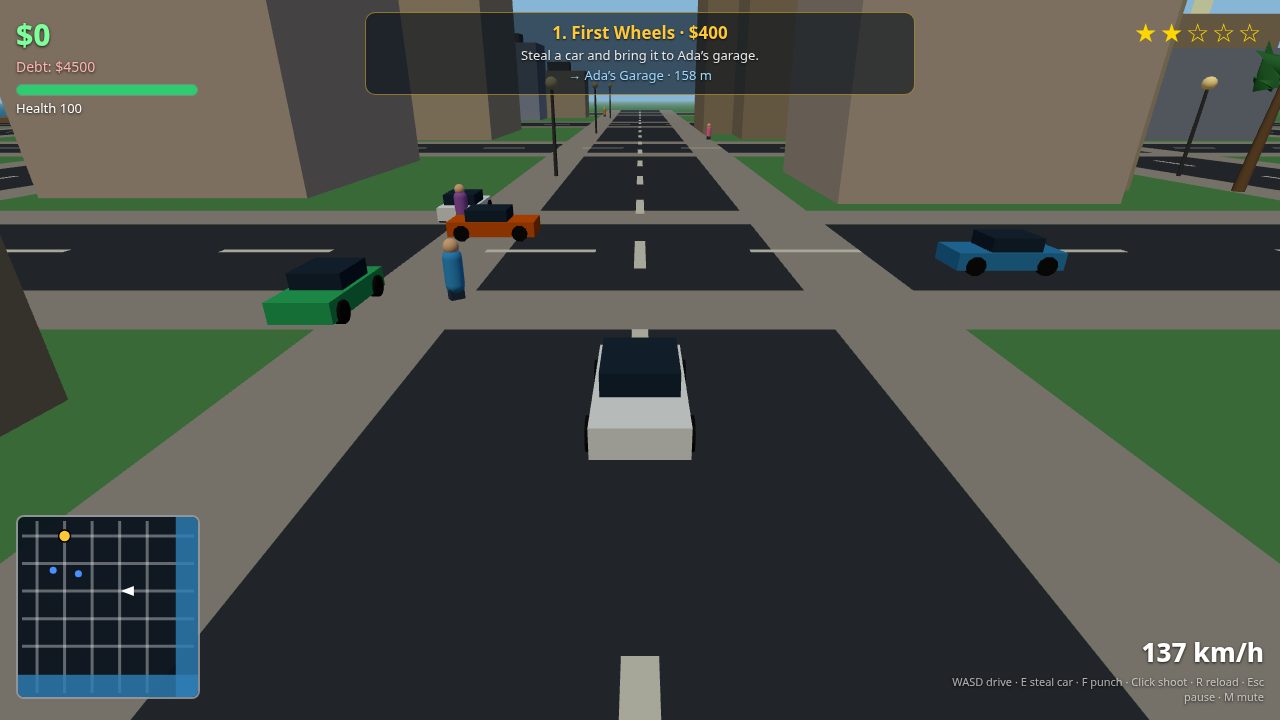 $0
Debt: $4500
Health 100
1. First Wheels · $400
Steal a car and bring it to Ada's garage.
→ Ada's Garage · 158 m
★★☆☆☆
137 km/h
WASD drive · E steal car · F punch · Click shoot · R reload · Esc
pause · M mute